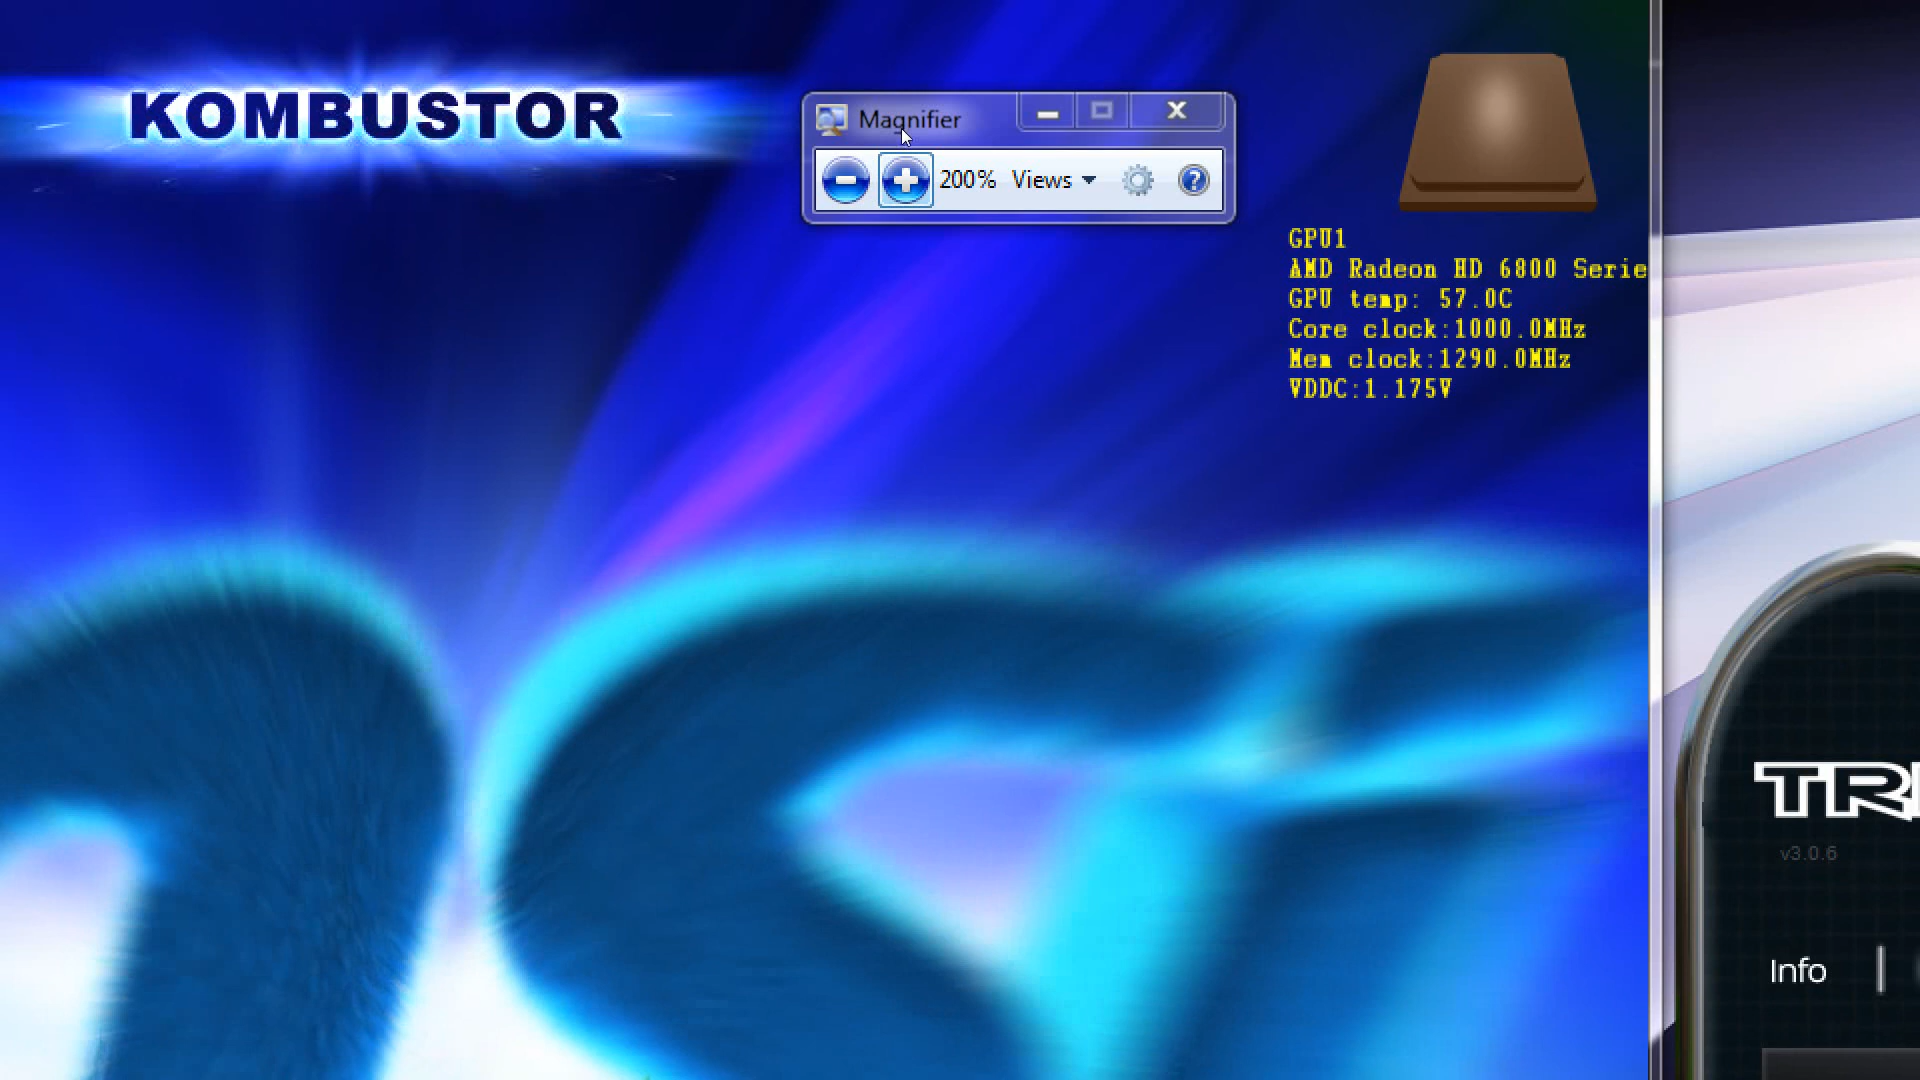 KOMBUSTOR
Magnifier
200% Views
GPU1
AMD Radeon HD 6800 Serie
GPU temp: 57.0C
Core clock:1000.0MHz
Mem clock:1290.0MHz
VDDC:1.175V
v3.0.6
Info